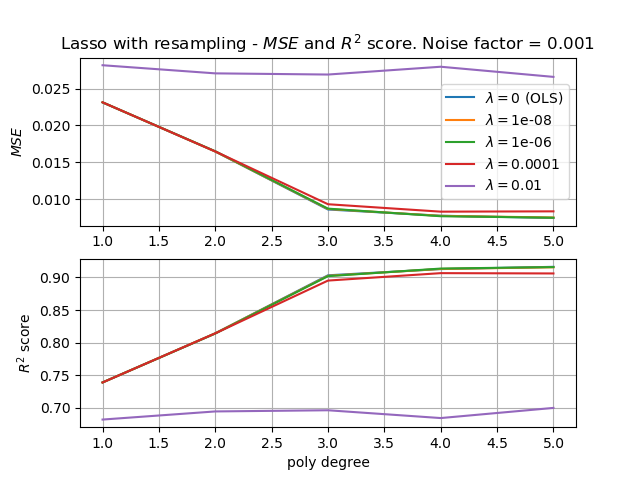 Lasso with resampling - MSE and R² score. Noise factor = 0.001
MSE
0.025
0.020
0.015
0.010
λ = 0 (OLS)
λ = 1e-08
λ = 1e-06
λ = 0.0001
λ = 0.01
1.0 1.5 2.0 2.5 3.0 3.5 4.0 4.5 5.0
R² score
0.90
0.85
0.80
0.75
0.70
1.0 1.5 2.0 2.5 3.0 3.5 4.0 4.5 5.0
poly degree